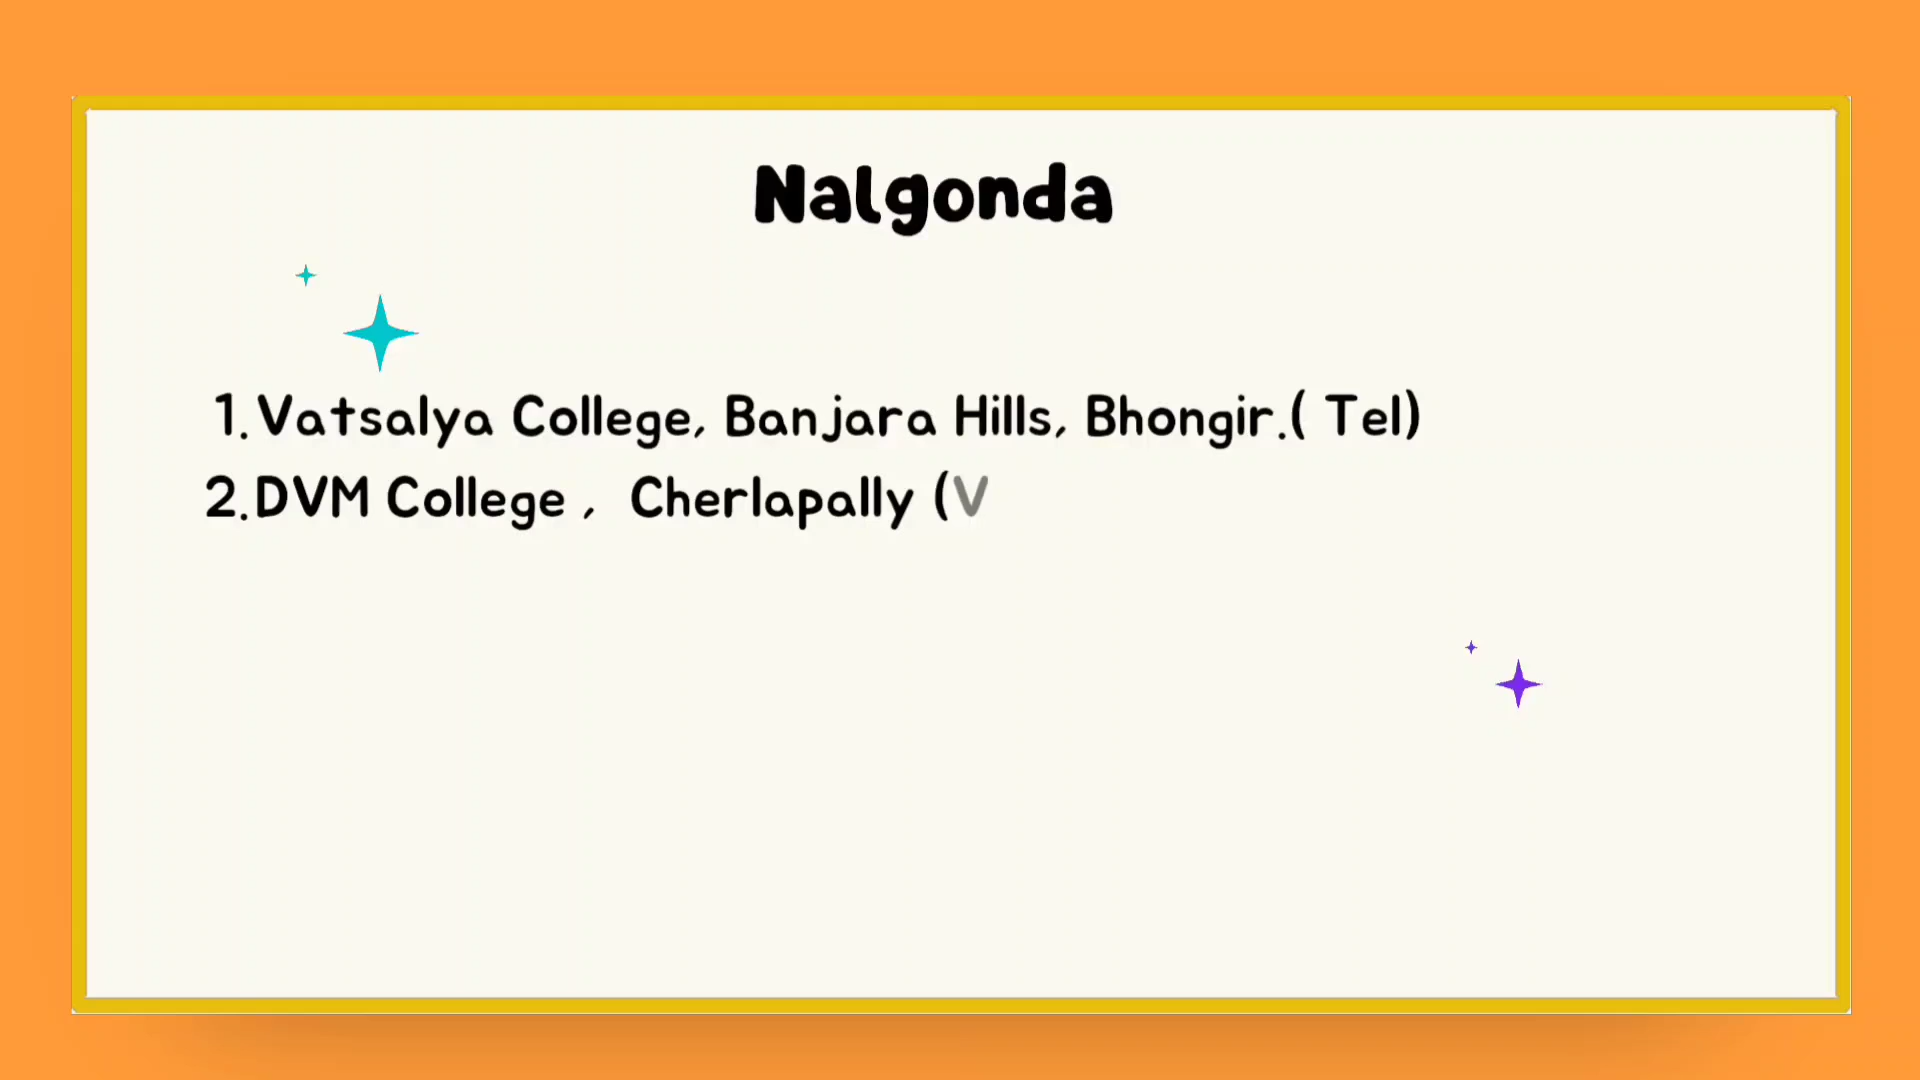 Nalgonda
1. Vatsalya College, Banjara Hills, Bhongir.( Tel)
2. DVM College ,  Cherlapally (V